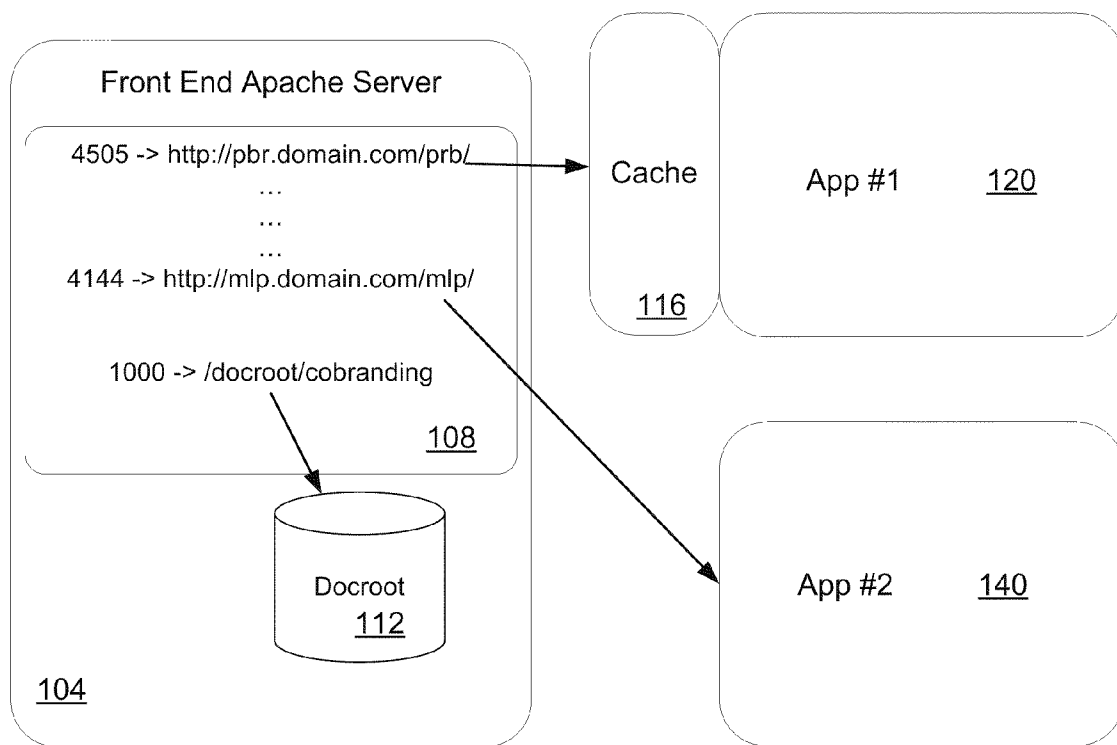 Front End Apache Server
4505 -> http://pbr.domain.com/prb/
...
...
...
4144 -> http://mlp.domain.com/mlp/
1000 -> /docroot/cobranding
108
Docroot
112
104
Cache
116
App #1
120
App #2
140